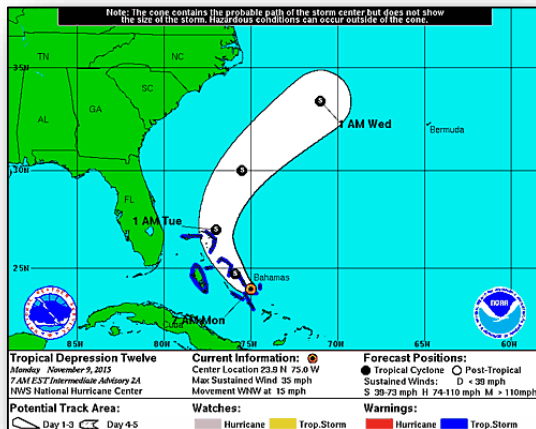 Note: The cone contains the probable path of the storm center but does not show
the size of the storm. Hazardous conditions can occur outside of the cone.
TN
NC
SC
AL
GA
35N
1 AM Wed
Bermuda
30N
FL
1 AM Tue
25N
Bahamas
AM Mon
Cuba
noaa
85W
80W
75W
70W
65W
60W
Tropical Depression Twelve
Monday November 9, 2015
7 AM EST Intermediate Advisory 2A
NWS National Hurricane Center
Current Information:
Center Location 23.9 N 75.0 W
Max Sustained Wind 35 mph
Movement WNW at 15 mph
Forecast Positions:
Tropical Cyclone Post-Tropical
Sustained Winds: D < 39 mph
S 39-73 mph H 74-110 mph M > 110mph
Potential Track Area:
Day 1-3 Day 4-5
Watches:
Hurricane Trop.Storm
Warnings:
Hurricane Trop.Storm